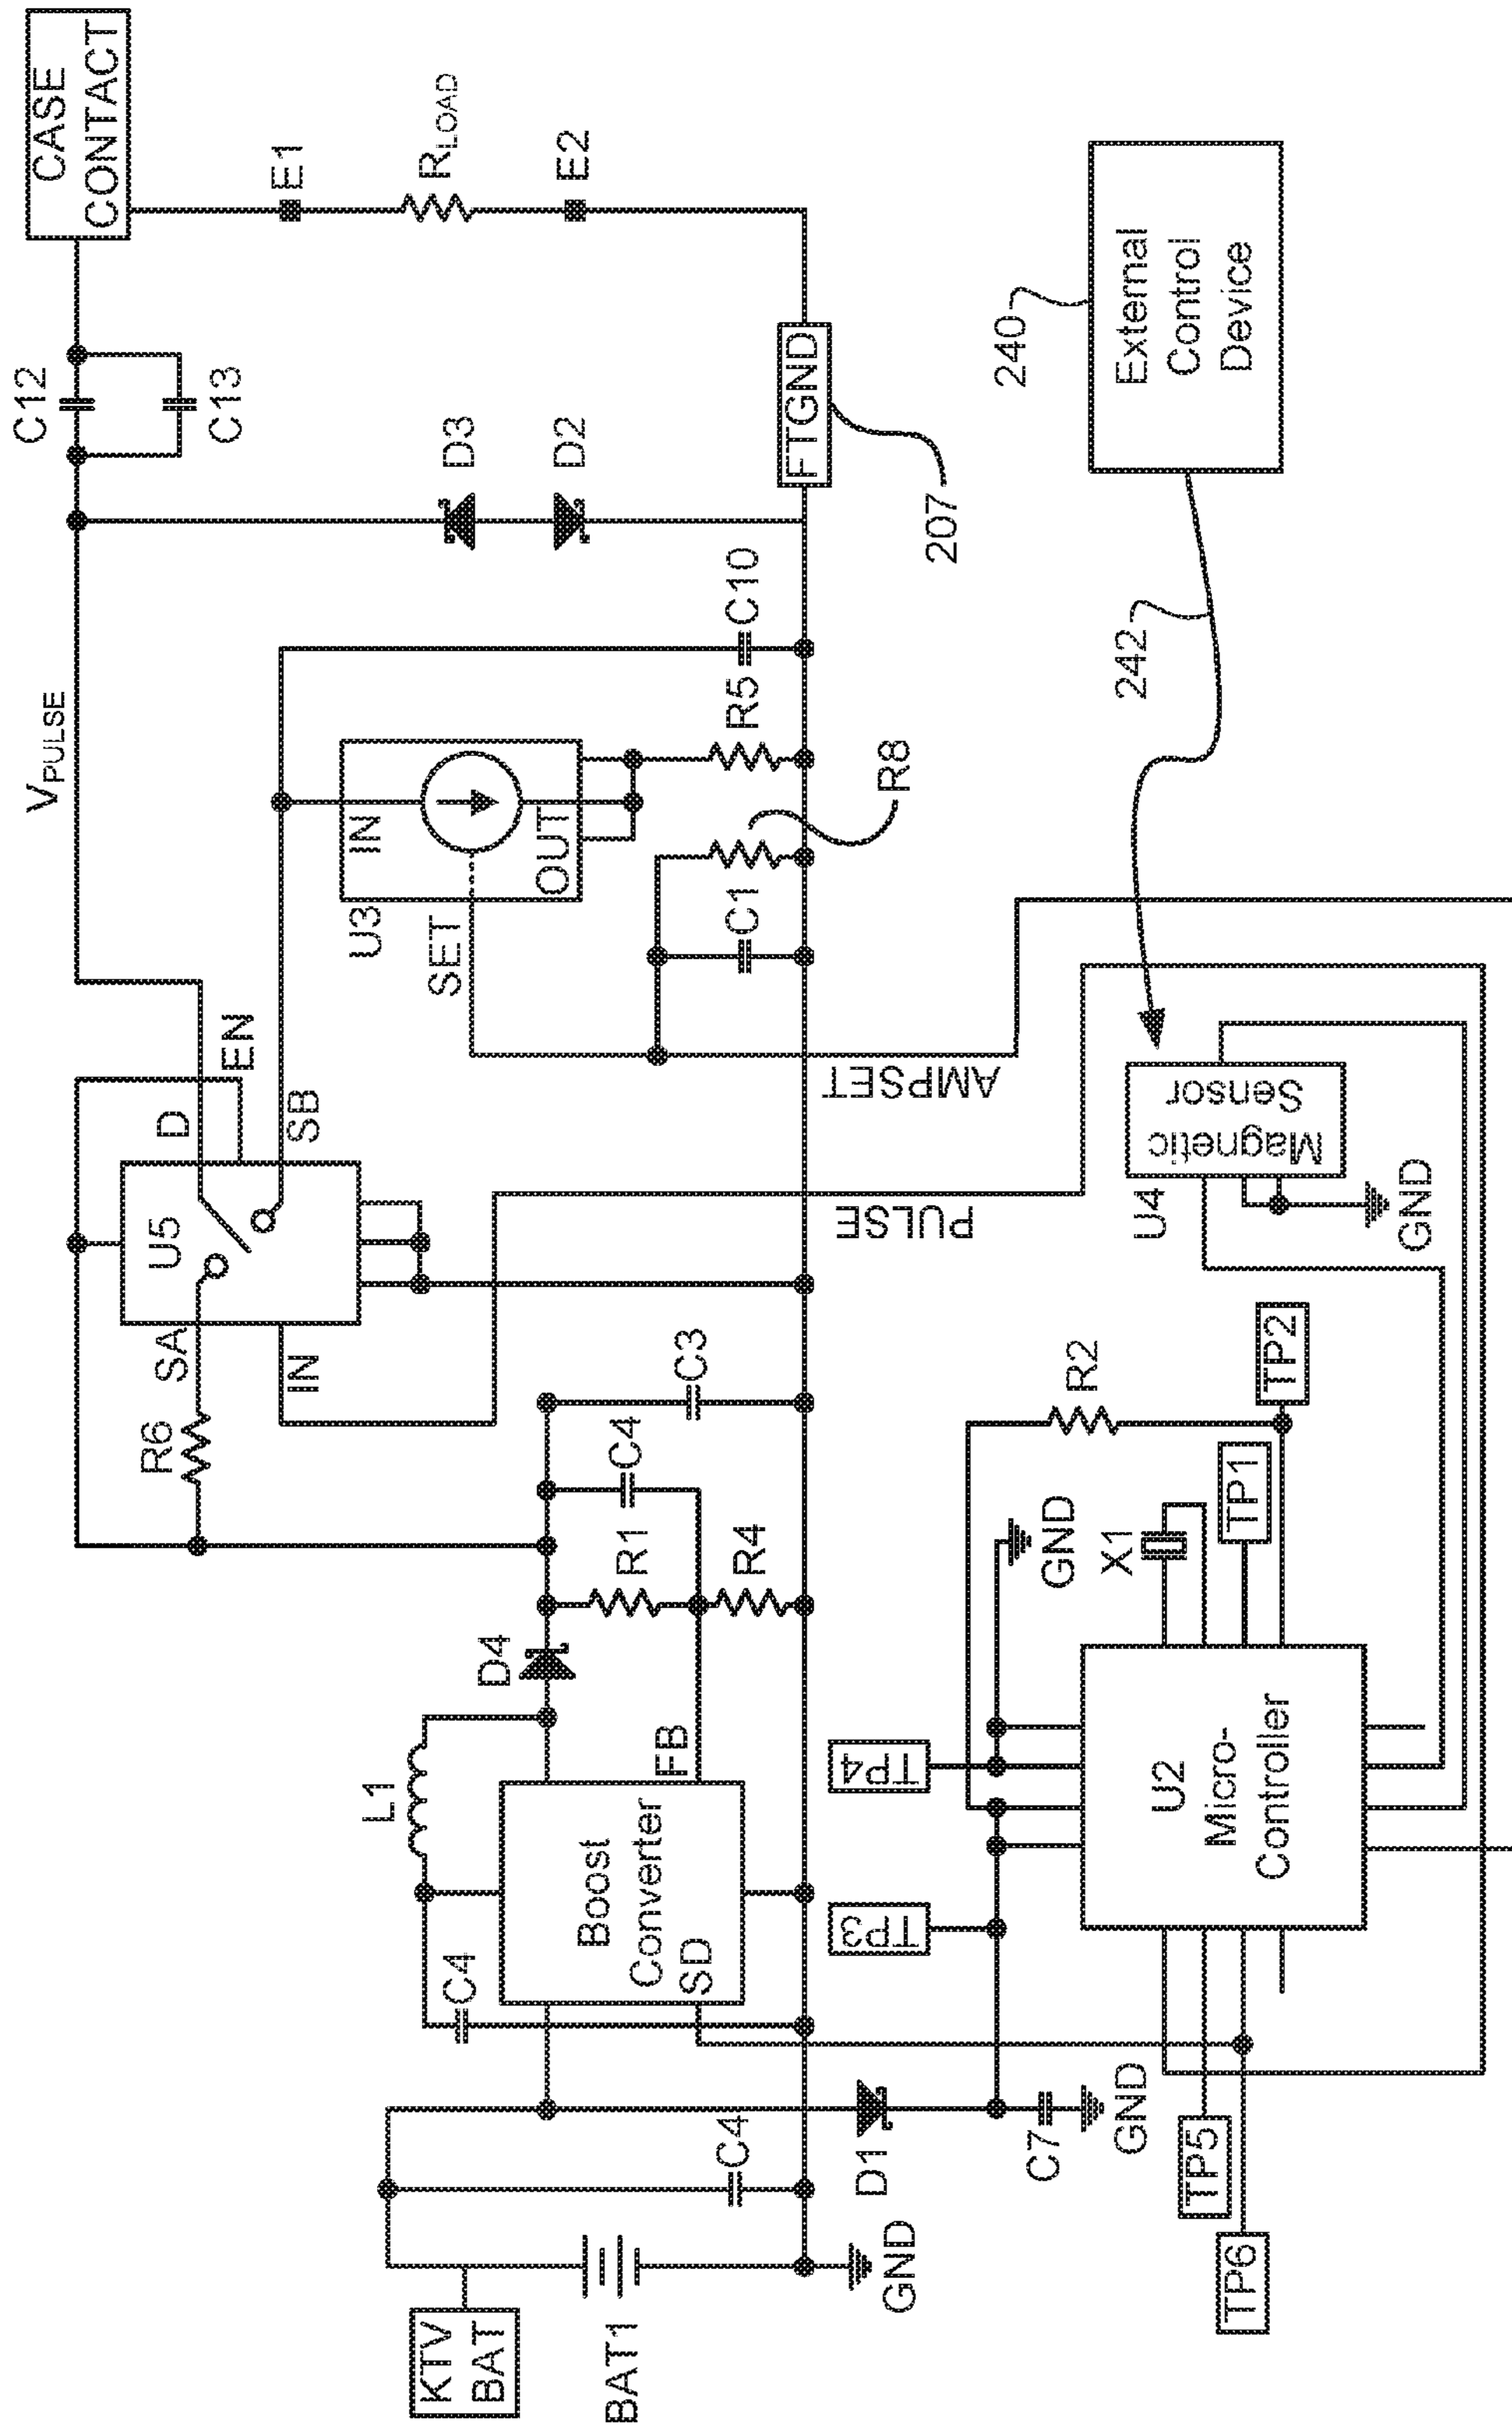 CASE
CONTACT
C12
C13
VPULSE
E1
RLOAD
E2
D3
D2
FTGND
207
D
EN
SB
U5
SA
IN
R6
U3
IN
OUT
SET
C10
R5
R8
C1
AMPSET
PULSE
C3
C4
R1
R4
D4
L1
FB
Boost
Converter
SD
C4
KTV
BAT
BAT1
C4
GND
D1
C7
GND
TP3
TP4
GND
R2
TP2
TP1
X1
U2
Micro-
Controller
TP5
TP6
U4
Magnetic
Sensor
GND
242
240
External
Control
Device